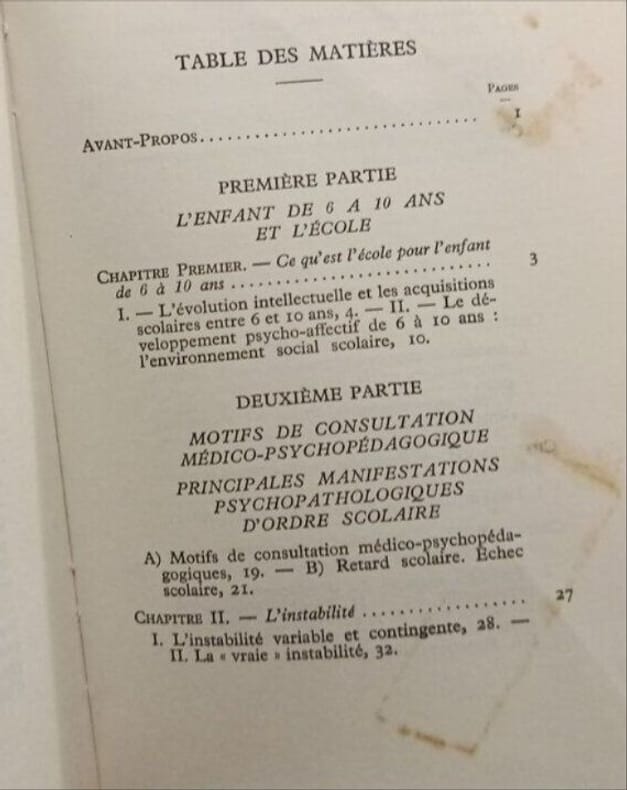 TABLE DES MATIÈRES
PAGES
AVANT-PROPOS.............................. 1
PREMIÈRE PARTIE
L'ENFANT DE 6 A 10 ANS
ET L'ÉCOLE
CHAPITRE PREMIER. — Ce qu'est l'école pour l'enfant
de 6 à 10 ans .............................. 3
I. — L'évolution intellectuelle et les acquisitions
scolaires entre 6 et 10 ans, 4. — II. — Le dé-
veloppement psycho-affectif de 6 à 10 ans :
l'environnement social scolaire, 10.
DEUXIÈME PARTIE
MOTIFS DE CONSULTATION
MÉDICO-PSYCHOPÉDAGOGIQUE
PRINCIPALES MANIFESTATIONS
PSYCHOPATHOLOGIQUES
D'ORDRE SCOLAIRE
A) Motifs de consultation médico-psychopéda-
gogiques, 19. — B) Retard scolaire. Échec
scolaire, 21.
CHAPITRE II. — L'instabilité .................. 27
I. L'instabilité variable et contingente, 28. —
II. La « vraie » instabilité, 32.